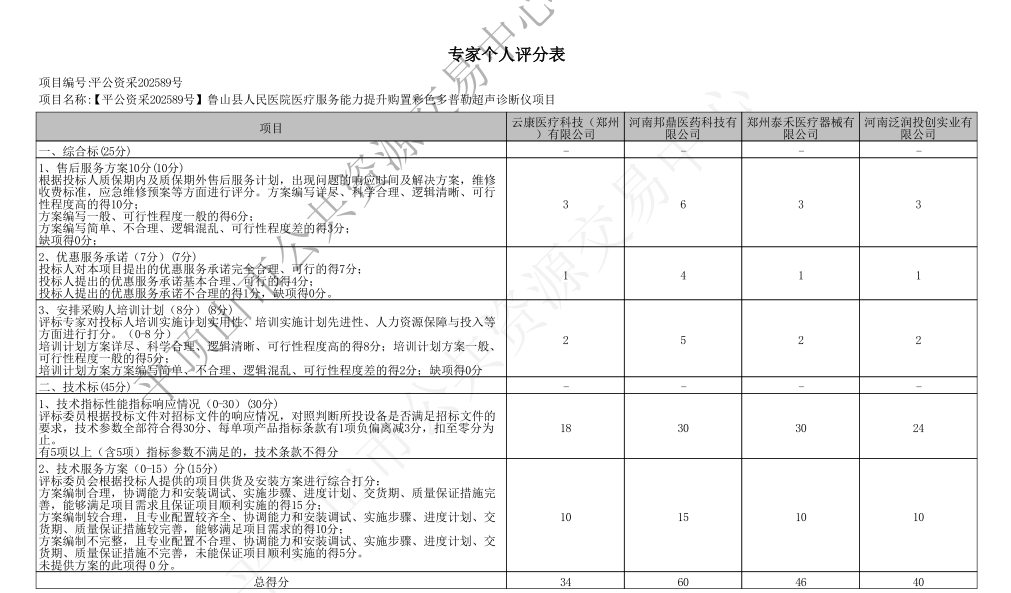 专家个人评分表
项目编号:平公资采202589号
项目名称:【平公资采202589号】鲁山县人民医院医疗服务能力提升购置彩色多普勒超声诊断仪项目
项目
云康医疗科技（郑州
）有限公司
河南邦鼎医药科技有
限公司
郑州泰禾医疗器械有
限公司
河南泛润投创实业有
限公司
一、综合标(25分)
-
-
-
-
1、售后服务方案10分(10分)
根据投标人质保期内及质保期外售后服务计划，出现问题的响应时间及解决方案，维修
收费标准，应急维修预案等方面进行评分。方案编写详尽、科学合理、逻辑清晰、可行
性程度高的得10分;
方案编写一般、可行性程度一般的得6分;
方案编写简单、不合理、逻辑混乱、可行性程度差的得3分;
缺项得0分;
3
6
3
3
2、优惠服务承诺（7分）(7分)
投标人对本项目提出的优惠服务承诺完全合理、可行的得7分;
投标人提出的优惠服务承诺基本合理、可行的得4分;
投标人提出的优惠服务承诺不合理的得1分，缺项得0分。
1
4
1
1
3、安排采购人培训计划（8分）(8分)
评标专家对投标人培训实施计划实用性、培训实施计划先进性、人力资源保障与投入等
方面进行打分。（0-8 分）
培训计划方案详尽、科学合理、逻辑清晰、可行性程度高的得8分；培训计划方案一般、
可行性程度一般的得5分;
培训计划方案方案编写简单、不合理、逻辑混乱、可行性程度差的得2分；缺项得0分
2
5
2
2
二、技术标(45分)
-
-
-
-
1、技术指标性能指标响应情况（0-30）(30分)
评标委员根据投标文件对招标文件的响应情况，对照判断所投设备是否满足招标文件的
要求，技术参数全部符合得30分、每单项产品指标条款有1项负偏离减3分，扣至零分为
止。
有5项以上（含5项）指标参数不满足的，技术条款不得分
18
30
30
24
2、技术服务方案（0-15）分(15分)
评标委员会根据投标人提供的项目供货及安装方案进行综合打分:
方案编制合理，协调能力和安装调试、实施步骤、进度计划、交货期、质量保证措施完
善，能够满足项目需求且保证项目顺利实施的得15 分;
方案编制较合理，且专业配置较齐全、协调能力和安装调试、实施步骤、进度计划、交
货期、质量保证措施较完善，能够满足项目需求的得10分;
方案编制不完整，且专业配置不合理、协调能力和安装调试、实施步骤、进度计划、交
货期、质量保证措施不完善，未能保证项目顺利实施的得5分。
未提供方案的此项得 0 分。
10
15
10
10
总得分
34
60
46
40
平顶山市公共资源交易中心
平顶山市公共资源交易中心